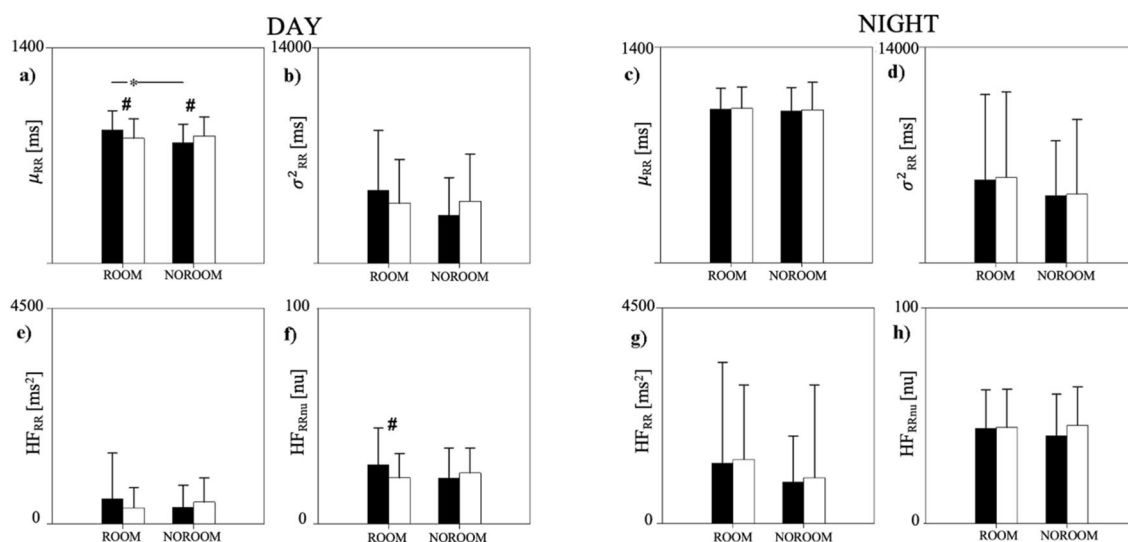 DAY
NIGHT
1400
a)
*
#
#
μRR [ms]
ROOM NOROOM
14000
b)
σ²RR [ms]
ROOM NOROOM
1400
c)
μRR [ms]
ROOM NOROOM
14000
d)
σ²RR [ms]
ROOM NOROOM
4500
e)
HFRR [ms²]
0
ROOM NOROOM
100
f)
#
HFRRnu [nu]
0
ROOM NOROOM
4500
g)
HFRR [ms²]
0
ROOM NOROOM
100
h)
HFRRnu [nu]
0
ROOM NOROOM